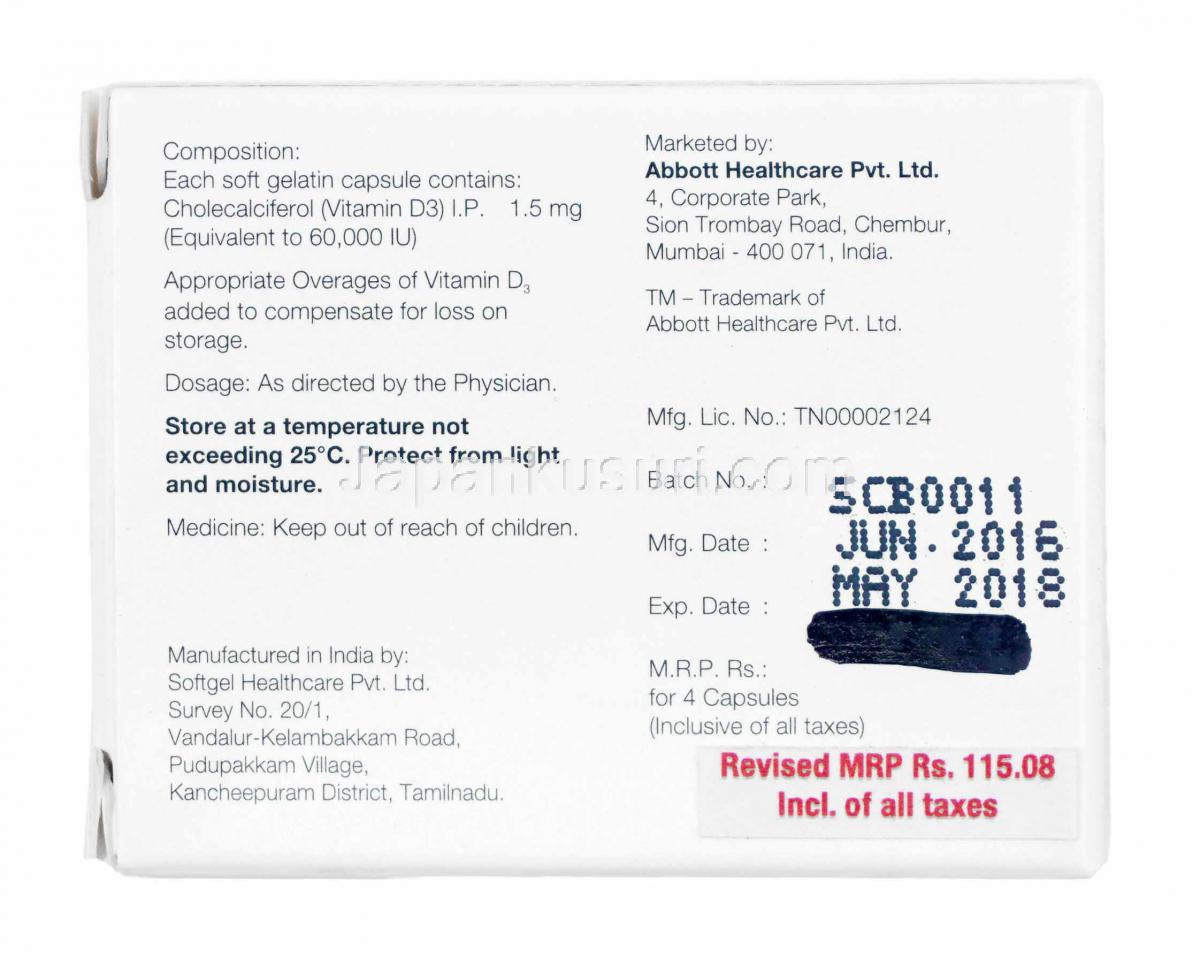 Composition:
Each soft gelatin capsule contains:
Cholecalciferol (Vitamin D3) I.P. 1.5 mg
(Equivalent to 60,000 IU)
Appropriate Overages of Vitamin D3
added to compensate for loss on
storage.
Dosage: As directed by the Physician.
Store at a temperature not
exceeding 25°C. Protect from light
and moisture.
Medicine: Keep out of reach of children.
Manufactured in India by:
Softgel Healthcare Pvt. Ltd.
Survey No. 20/1,
Vandalur-Kelambakkam Road,
Pudupakkam Village,
Kancheepuram District, Tamilnadu.
Marketed by:
Abbott Healthcare Pvt. Ltd.
4, Corporate Park,
Sion Trombay Road, Chembur,
Mumbai - 400 071, India.
TM – Trademark of
Abbott Healthcare Pvt. Ltd.
Mfg. Lic. No.: TN00002124
Batch No. : SCB0011
Mfg. Date : JUN. 2016
Exp. Date : MAY 2018
M.R.P. Rs.:
for 4 Capsules
(Inclusive of all taxes)
Revised MRP Rs. 115.08
Incl. of all taxes
Japankusuri.com